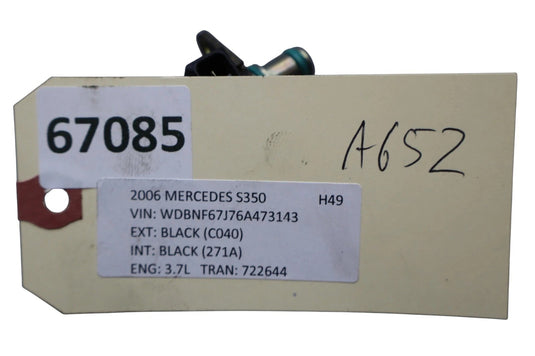 67085
A652
2006 MERCEDES S350 H49
VIN: WDBNF67J76A473143
EXT: BLACK (C040)
INT: BLACK (271A)
ENG: 3.7L TRAN: 722644